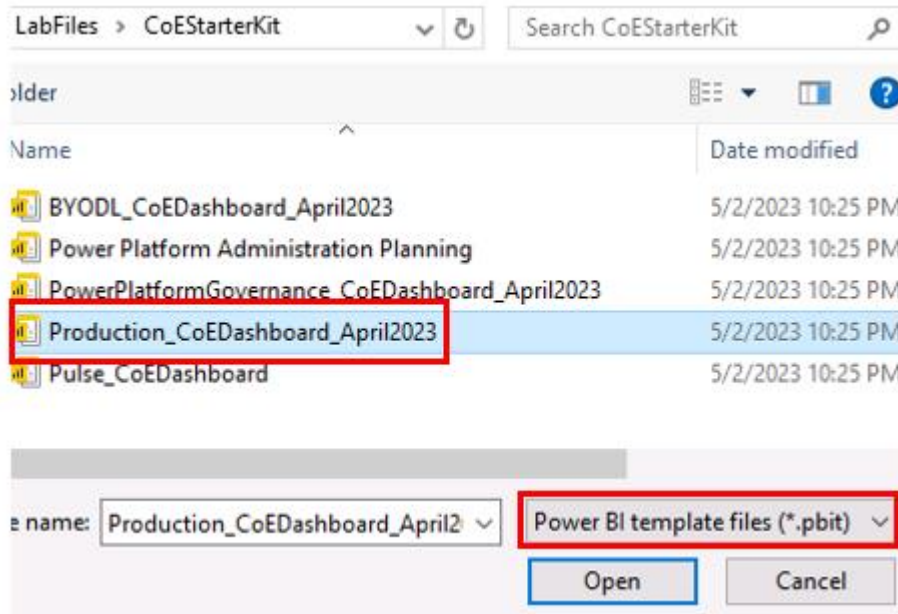 LabFiles > CoEStarterKit Search CoEStarterKit
older
Name Date modified
BYODL_CoEDashboard_April2023 5/2/2023 10:25 PM
Power Platform Administration Planning 5/2/2023 10:25 PM
PowerPlatformGovernance_CoEDashboard_April2023 5/2/2023 10:25 PM
Production_CoEDashboard_April2023 5/2/2023 10:25 PM
Pulse_CoEDashboard 5/2/2023 10:25 PM
e name: Production_CoEDashboard_April2 Power BI template files (*.pbit)
Open Cancel